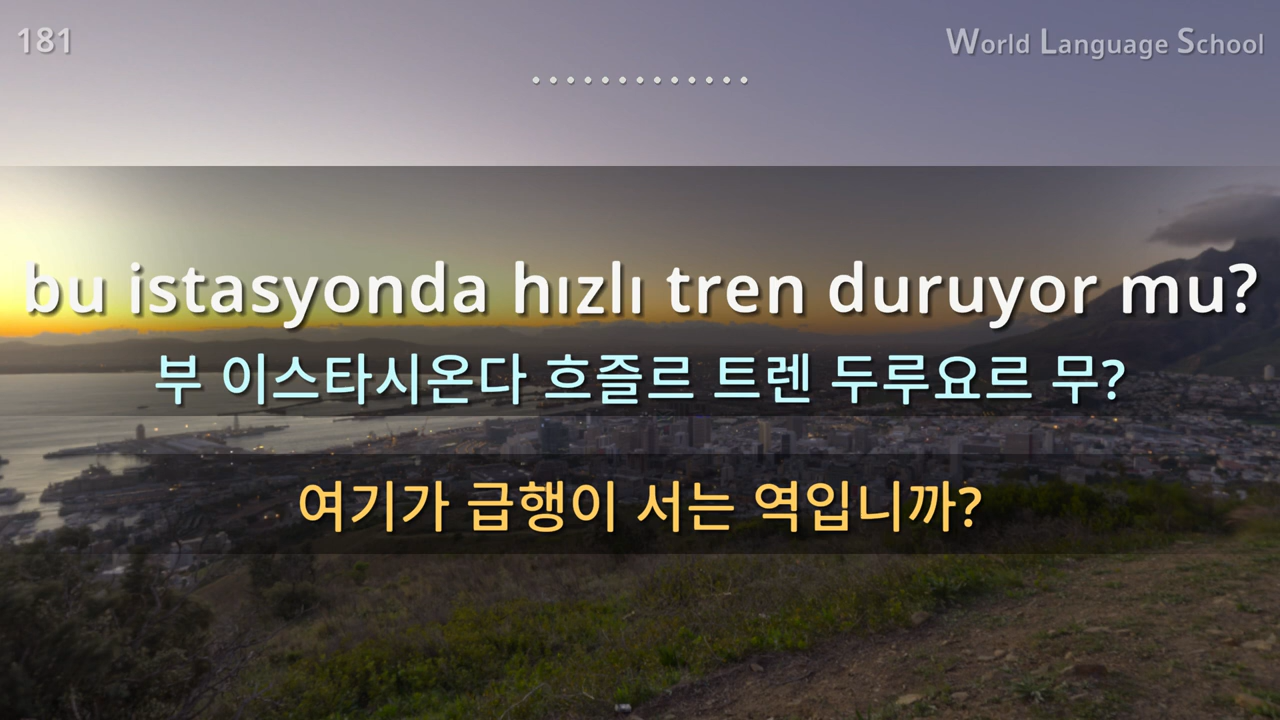 181
World Language School
bu istasyonda hızlı tren duruyor mu?
부 이스타시온다 흐즐르 트렌 두루요르 무?
여기가 급행이 서는 역입니까?